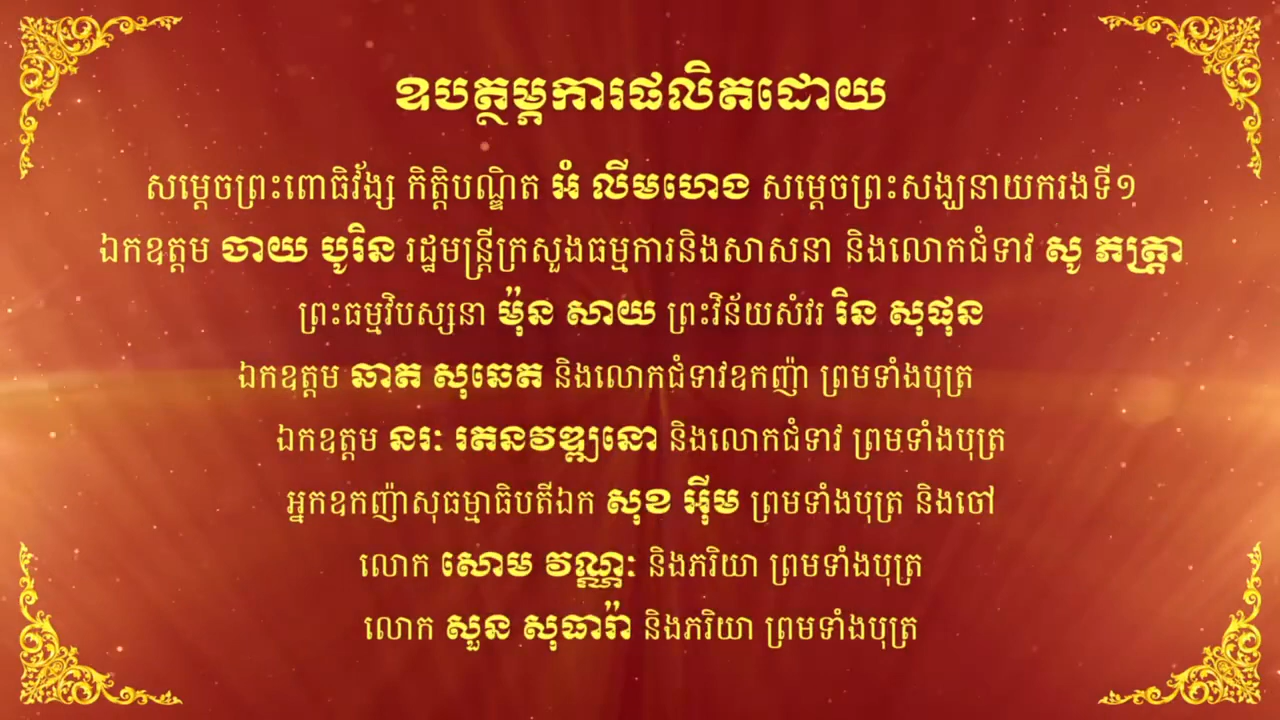 ឧបត្ថម្ភការផលិតដោយ
សម្តេចព្រះពោធិវ័ង្ស កិត្តិបណ្ឌិត អំ លីមហេង សម្តេចព្រះសង្ឃនាយករងទី១
ឯកឧត្តម ចាយ បូរិន រដ្ឋមន្ត្រីក្រសួងធម្មការនិងសាសនា និងលោកជំទាវ សូ ភត្រ្តា
ព្រះធម្មវិបស្សនា ម៉ុន សាយ ព្រះវិន័យសំវរ រិន សុផុន
ឯកឧត្តម ឆាត សុឆេត និងលោកជំទាវឧកញ៉ា ព្រមទាំងបុត្រ
ឯកឧត្តម នរៈ រតនវឌ្ឍនោ និងលោកជំទាវ ព្រមទាំងបុត្រ
អ្នកឧកញ៉ាសុធម្មាធិបតីឯក សុខ អ៊ីម ព្រមទាំងបុត្រ និងចៅ
លោក សោម វណ្ណៈ និងភរិយា ព្រមទាំងបុត្រ
លោក សួន សុធារ៉ា និងភរិយា ព្រមទាំងបុត្រ